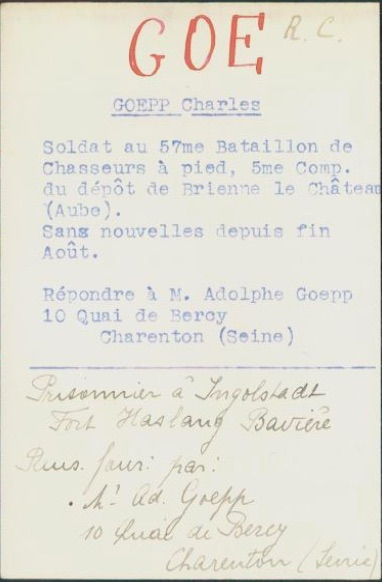 GOE R.C.
GOEPP Charles
Soldat au 57me Bataillon de
Chasseurs à pied, 5me Comp.
du dépôt de Brienne le Château
(Aube).
Sans nouvelles depuis fin
Août.
Répondre à M. Adolphe Goepp
10 Quai de Bercy
Charenton (Seine)
Prisonnier à Ingolstadt
Fort Haslang Bavière
Rens. four: par:
Mr Ad. Goepp
10 Quai de Bercy
Charenton (Seine)